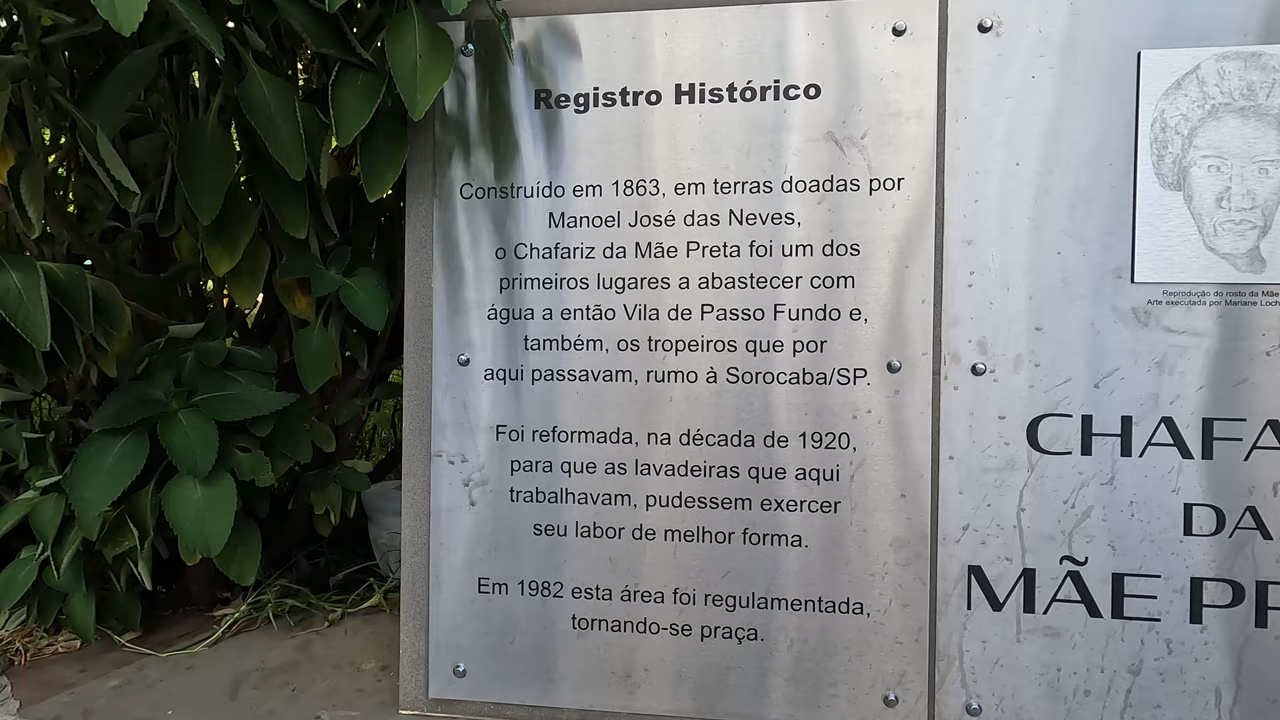 Registro Histórico
Construído em 1863, em terras doadas por
Manoel José das Neves,
o Chafariz da Mãe Preta foi um dos
primeiros lugares a abastecer com
água a então Vila de Passo Fundo e,
também, os tropeiros que por
aqui passavam, rumo à Sorocaba/SP.
Foi reformada, na década de 1920,
para que as lavadeiras que aqui
trabalhavam, pudessem exercer
seu labor de melhor forma.
Em 1982 esta área foi regulamentada,
tornando-se praça.
Reprodução do rosto da Mãe
Arte executada por Mariane Loch
CHAFA
DA
MÃE PR